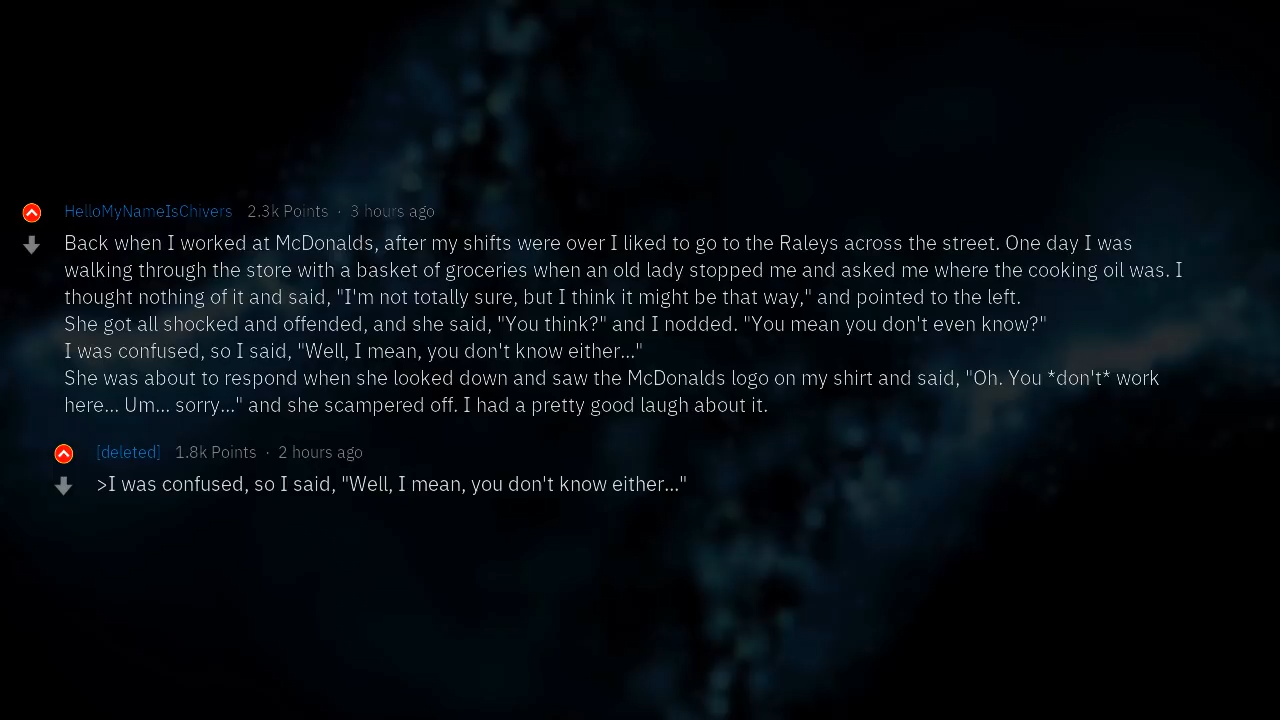 HelloMyNameIsChivers 2.3k Points · 3 hours ago
Back when I worked at McDonalds, after my shifts were over I liked to go to the Raleys across the street. One day I was
walking through the store with a basket of groceries when an old lady stopped me and asked me where the cooking oil was. I
thought nothing of it and said, "I'm not totally sure, but I think it might be that way," and pointed to the left.
She got all shocked and offended, and she said, "You think?" and I nodded. "You mean you don't even know?"
I was confused, so I said, "Well, I mean, you don't know either..."
She was about to respond when she looked down and saw the McDonalds logo on my shirt and said, "Oh. You *don't* work
here... Um... sorry..." and she scampered off. I had a pretty good laugh about it.
[deleted] 1.8k Points · 2 hours ago
>I was confused, so I said, "Well, I mean, you don't know either..."